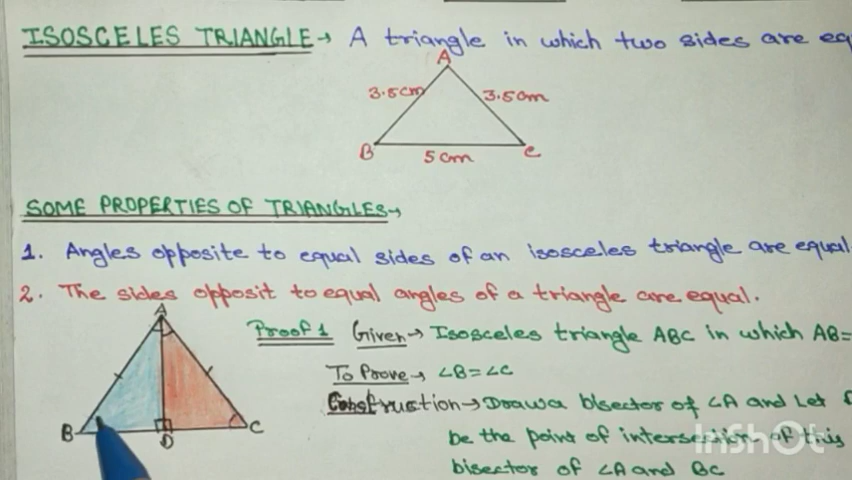 ISOSCELES TRIANGLE→ A triangle in which two sides are eq
A
3.5cm 3.5cm
B C
5cm
SOME PROPERTIES OF TRIANGLES→
1. Angles opposite to equal sides of an isosceles triangle are equal
2. The sides opposit to equal angles of a triangle are equal.
A
Proof 1 Given→ Isosceles triangle ABC in which AB=
To Prove→ ∠B=∠C
Construction→ Draw a bisector of ∠A and Let
B D C
be the point of intersection of this
bisector of ∠A and BC
InShOt